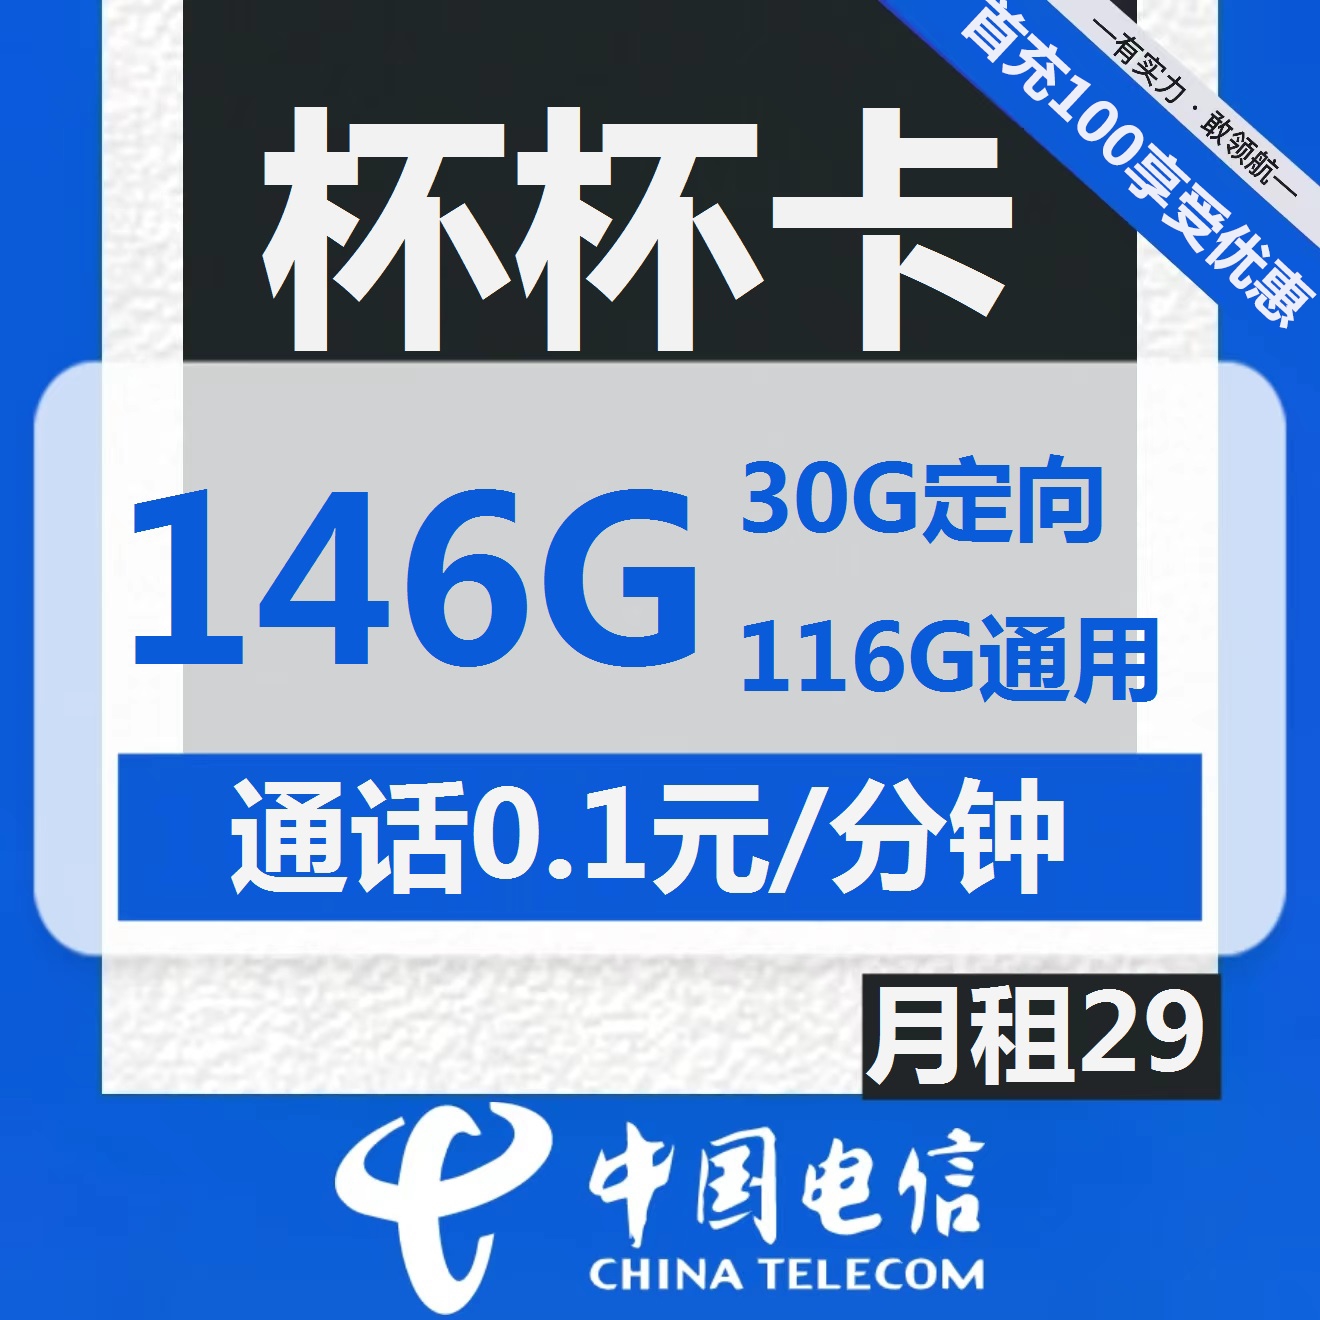 一有实力·敢领航一
首充100享受优惠
杯杯卡
146G
30G定向
116G通用
通话0.1元/分钟
月租29
中国电信
CHINA TELECOM